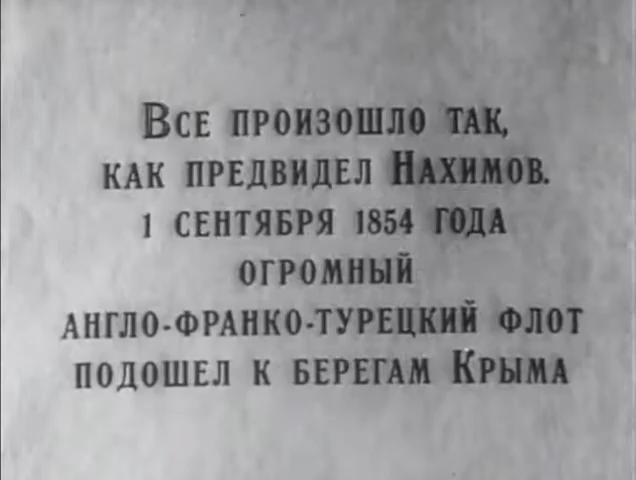 Все произошло так,
как предвидел Нахимов.
1 сентября 1854 года
огромный
англо-франко-турецкий флот
подошел к берегам Крыма